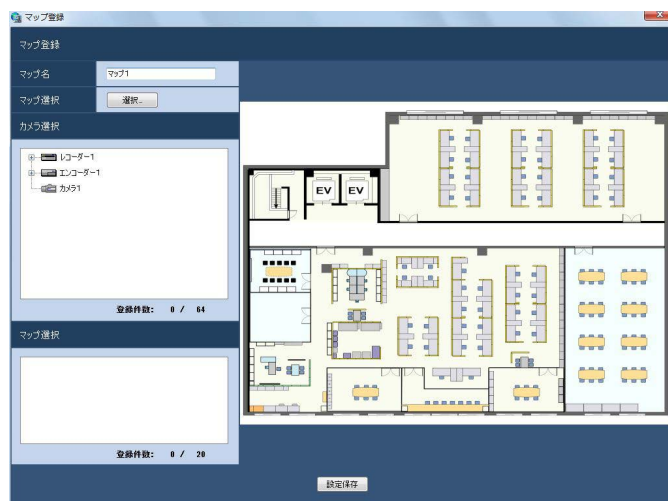 マップ登録
マップ登録
マップ名
マップ1
マップ選択
選択...
カメラ選択
レコーダー1
エンコーダー1
カメラ1
登録件数: 0 / 64
マップ選択
登録件数: 0 / 20
EV
EV
設定保存